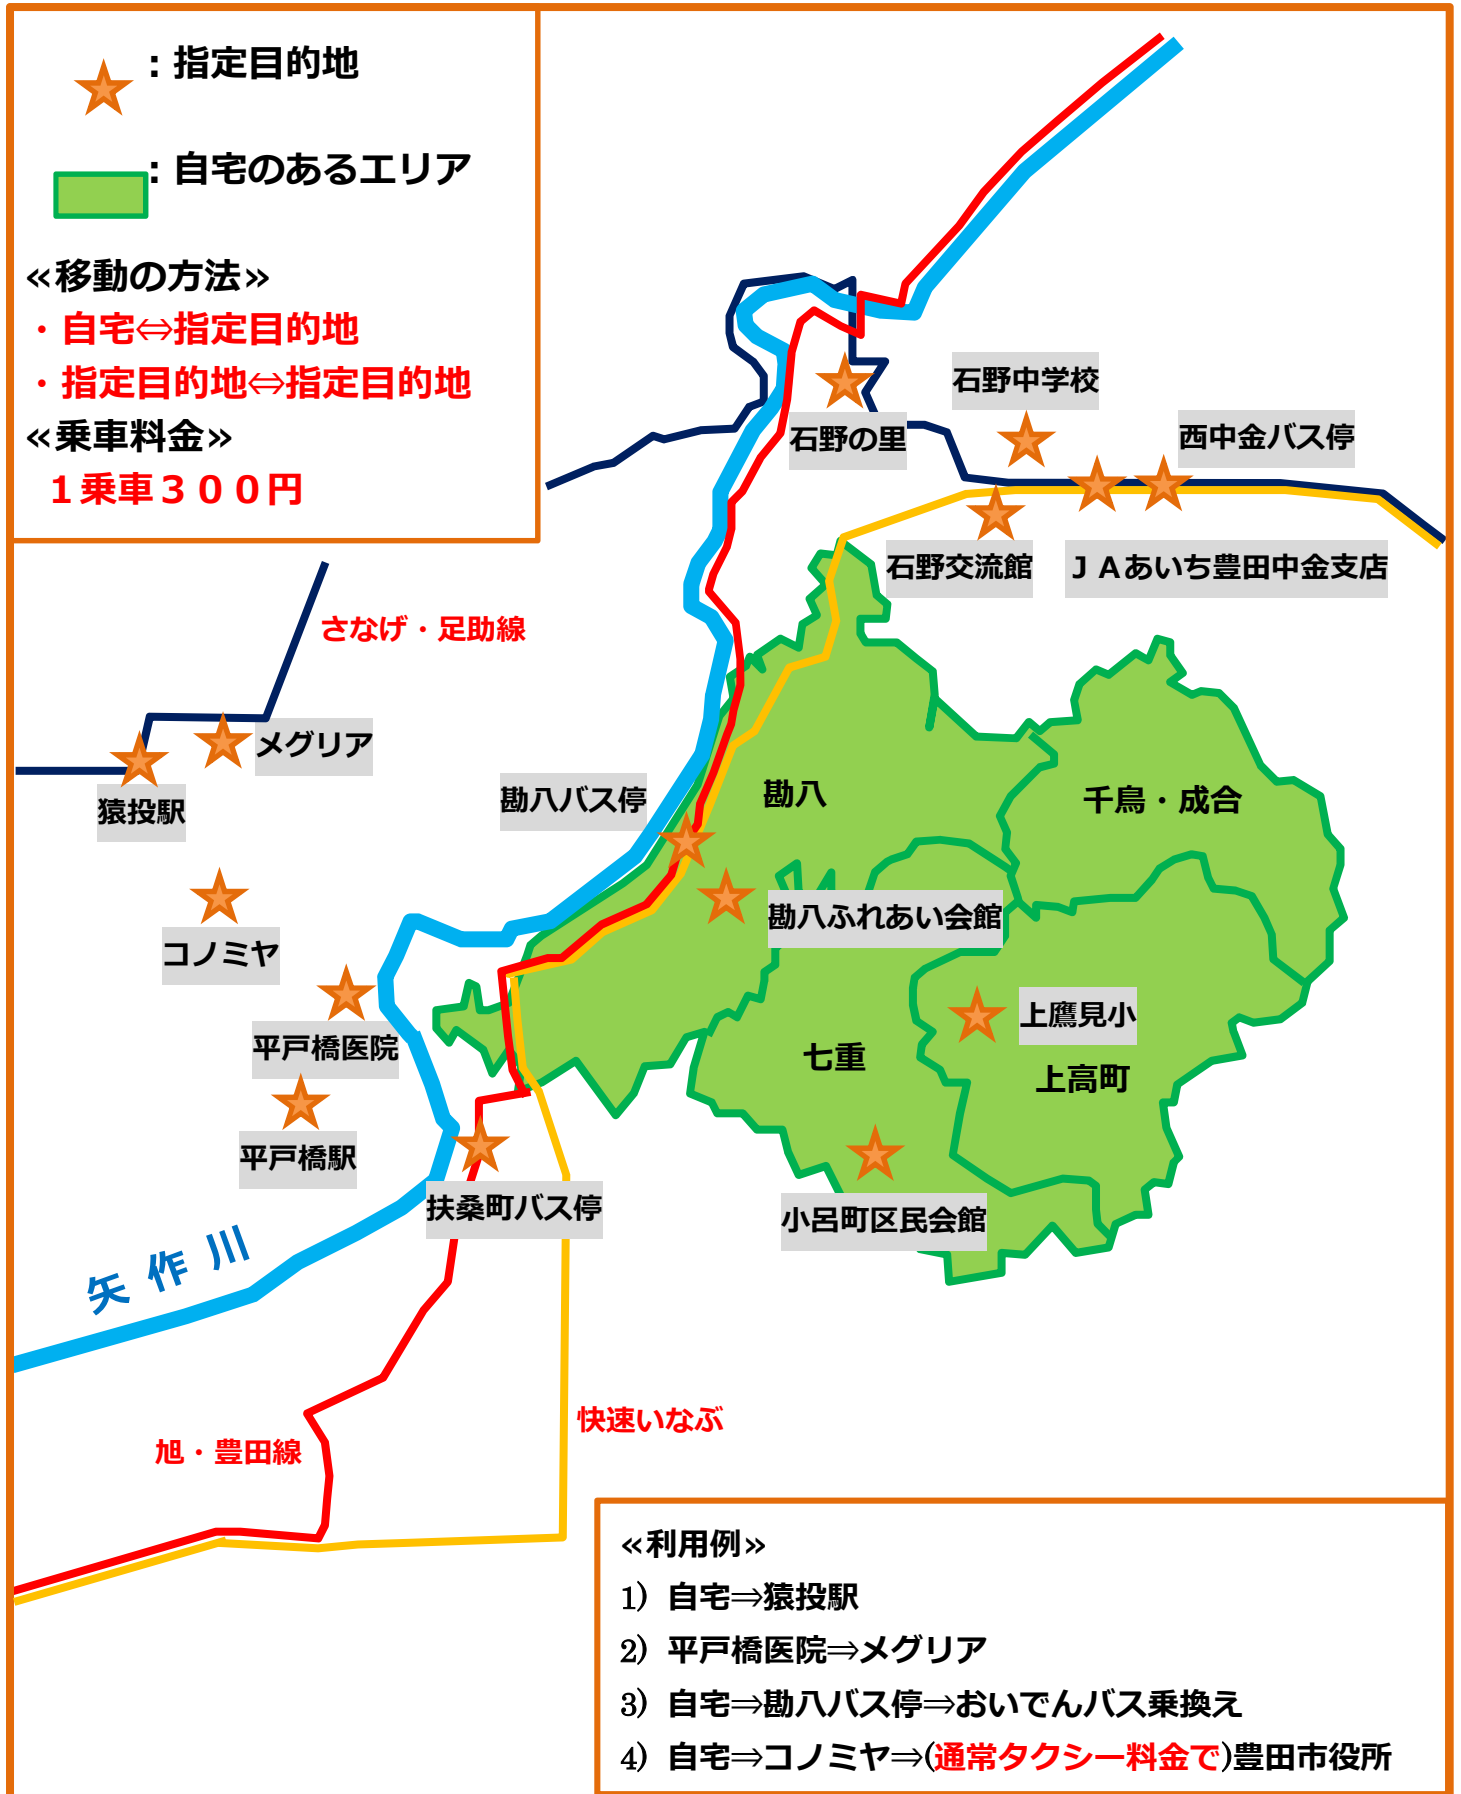 ：指定目的地
：自宅のあるエリア
≪移動の方法≫
・自宅⇔指定目的地
・指定目的地⇔指定目的地
≪乗車料金≫
１乗車３００円
石野中学校
石野の里
西中金バス停
石野交流館
ＪＡあいち豊田中金支店
さなげ・足助線
メグリア
猿投駅
勘八バス停
勘八
千鳥・成合
コノミヤ
勘八ふれあい会館
平戸橋医院
上鷹見小
七重
上高町
平戸橋駅
扶桑町バス停
小呂町区民会館
矢作川
快速いなぶ
旭・豊田線
≪利用例≫
1）自宅⇒猿投駅
2）平戸橋医院⇒メグリア
3）自宅⇒勘八バス停⇒おいでんバス乗換え
4）自宅⇒コノミヤ⇒(通常タクシー料金で)豊田市役所